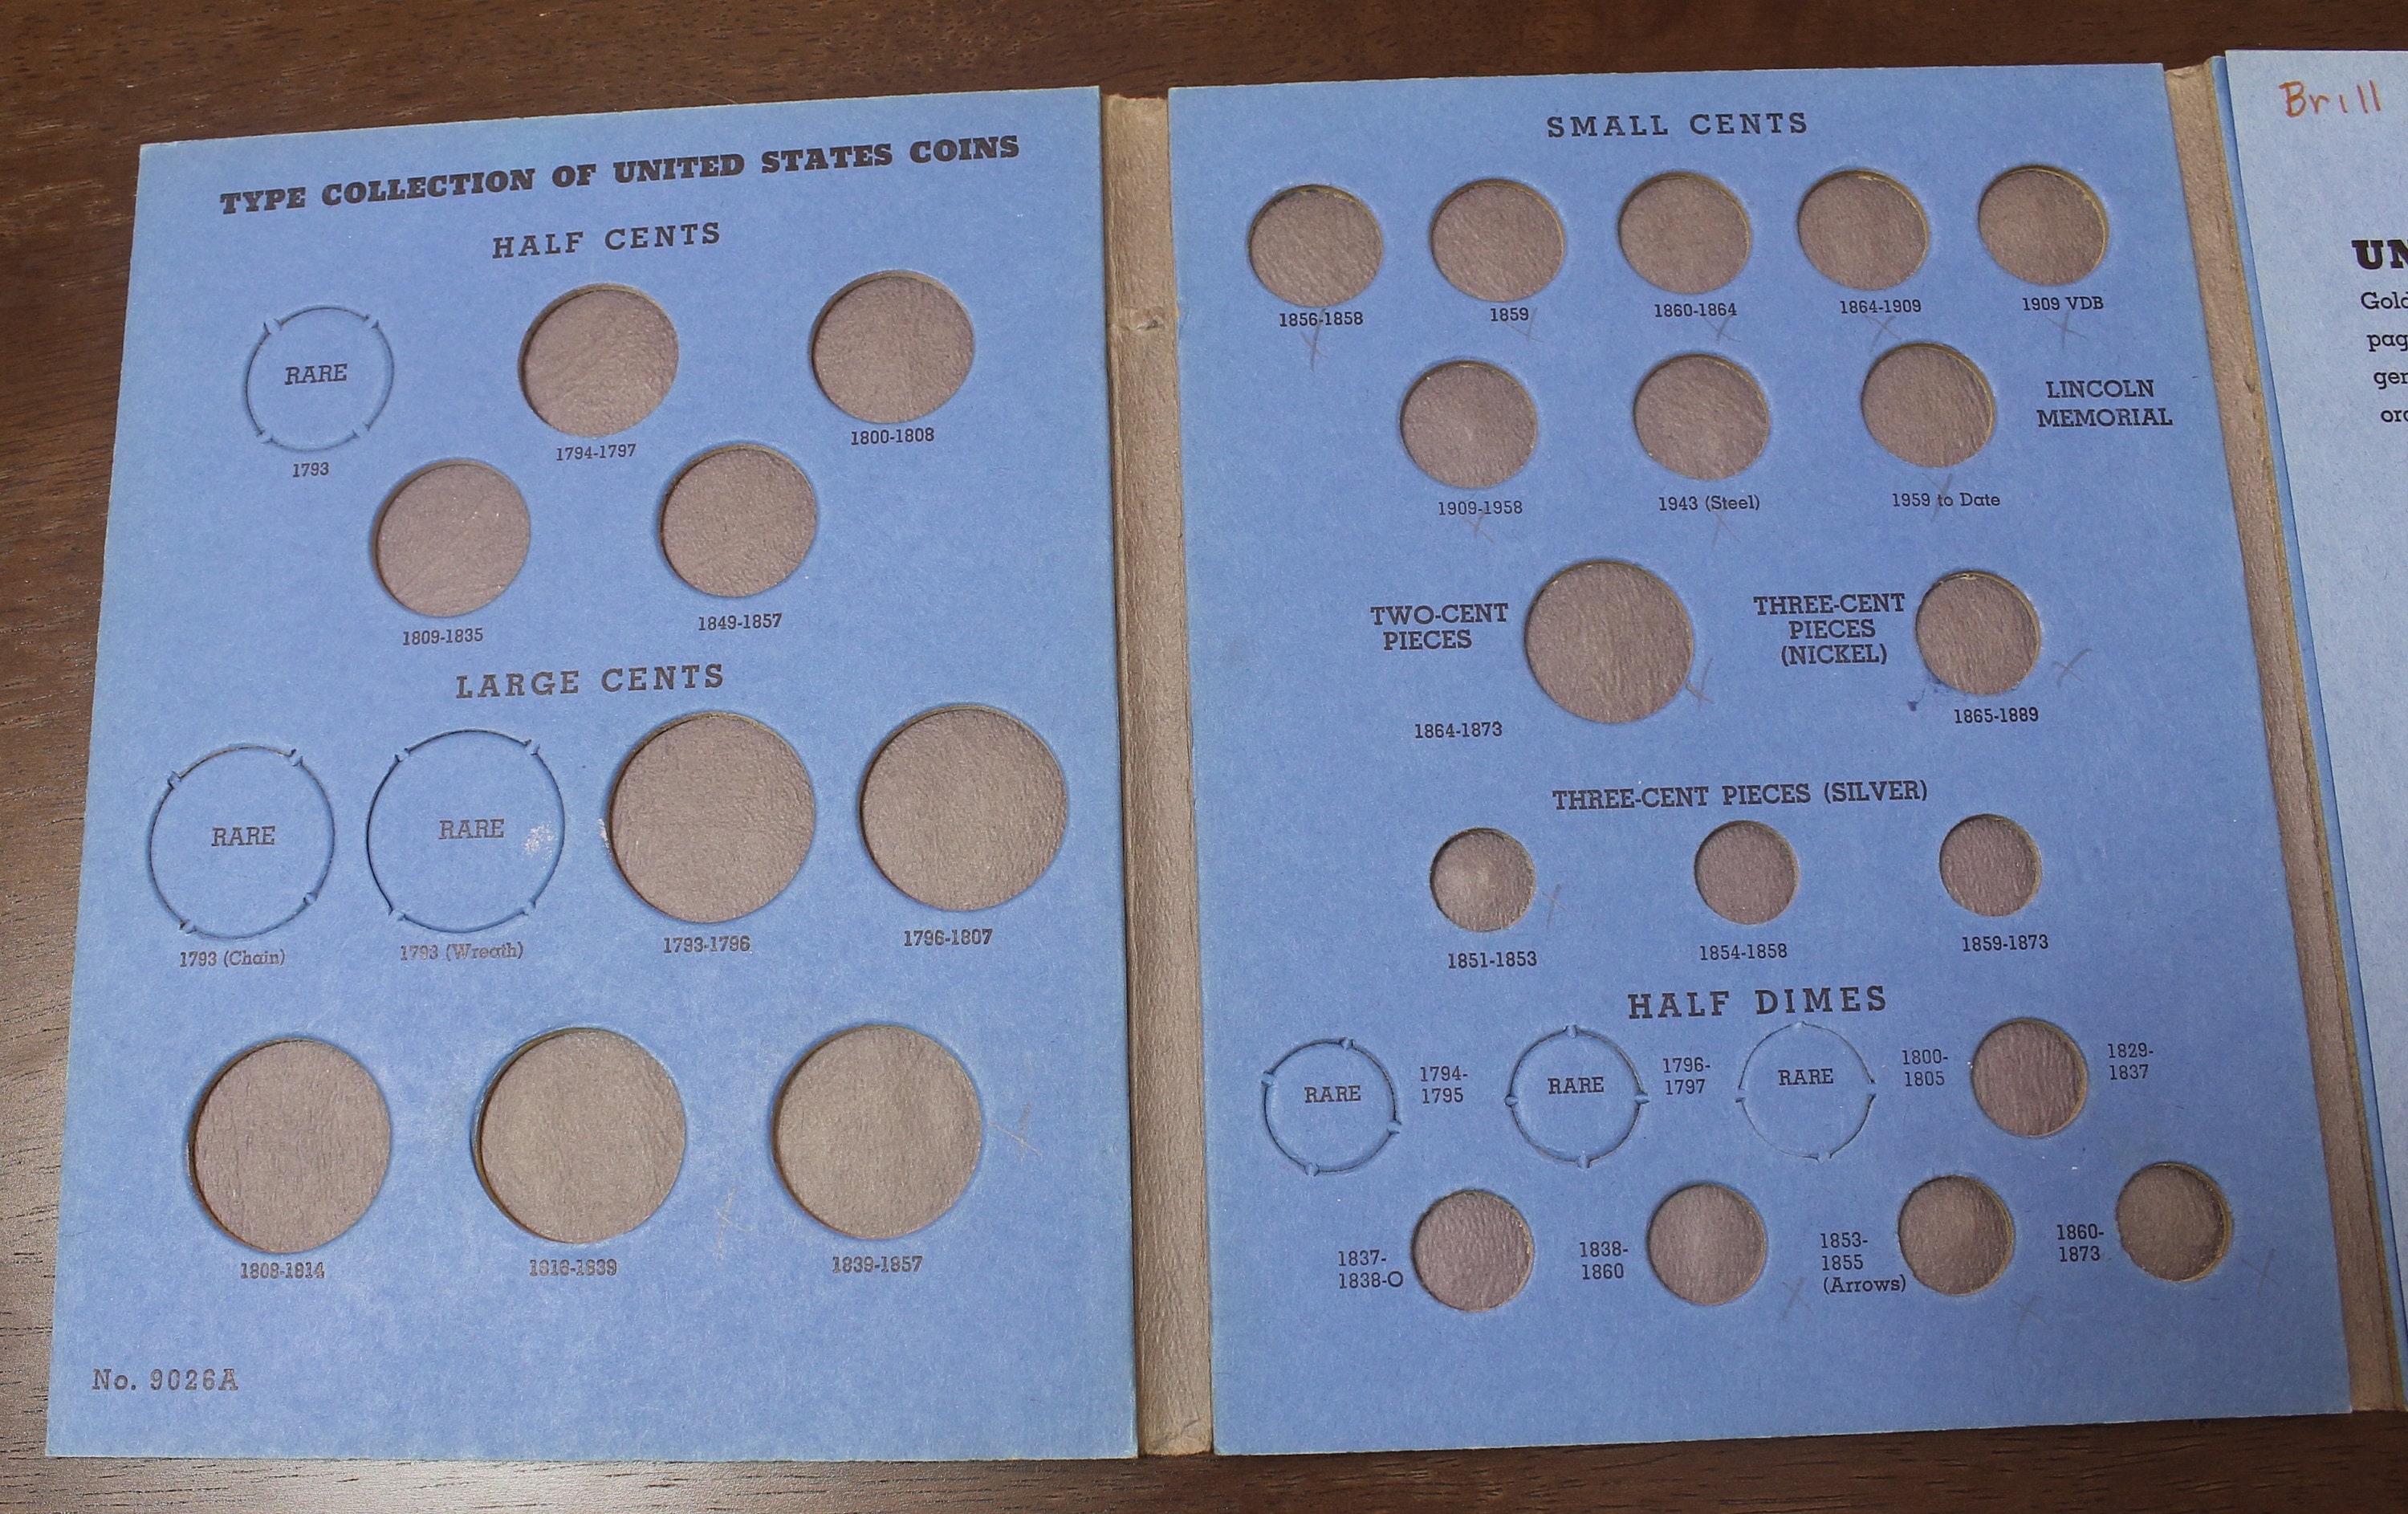 TYPE COLLECTION OF UNITED STATES COINS
HALF CENTS
RARE
1793
1794-1797
1800-1808
1809-1835
1849-1857
LARGE CENTS
RARE
RARE
1793 (Chain)
1793 (Wreath)
1793-1796
1796-1807
1808-1814
1816-1839
1839-1857
No. 9026A
SMALL CENTS
1856-1858
1859
1860-1864
1864-1909
1909 VDB
LINCOLN
MEMORIAL
1909-1958
1943 (Steel)
1959 to Date
TWO-CENT
PIECES
1864-1873
THREE-CENT
PIECES
(NICKEL)
1865-1889
THREE-CENT PIECES (SILVER)
1851-1853
1854-1858
1859-1873
HALF DIMES
RARE
1794-
1795
RARE
1796-
1797
RARE
1800-
1805
1829-
1837
1837-
1838-O
1838-
1860
1853-
1855
(Arrows)
1860-
1873
Brill
UN
Gold
pag
ger